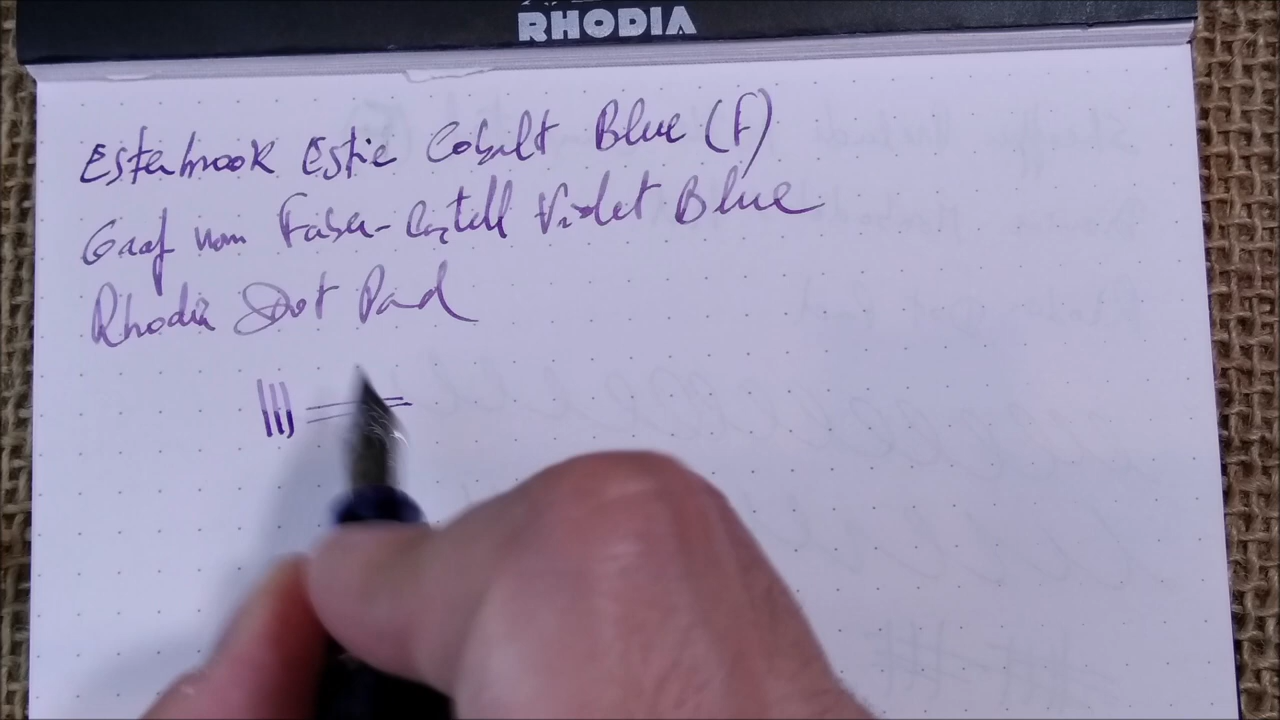 RHODIA
Esterbrook Estie Cobalt Blue (F)
Graf von Faber-Castell Violet Blue
Rhodia Dot Pad